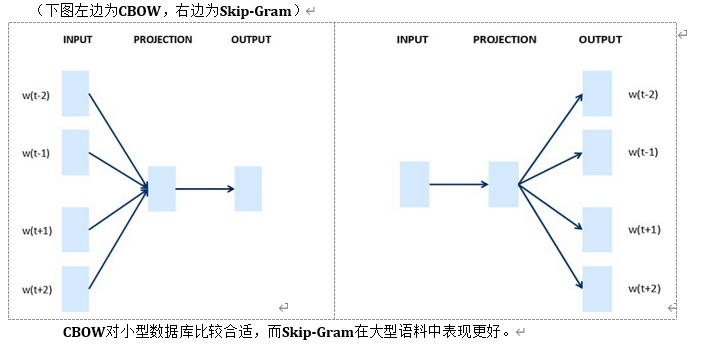 （下图左边为CBOW，右边为Skip-Gram）
INPUT PROJECTION OUTPUT
w(t-2)
w(t-1)
w(t+1)
w(t+2)
INPUT PROJECTION OUTPUT
w(t-2)
w(t-1)
w(t+1)
w(t+2)
CBOW对小型数据库比较合适，而Skip-Gram在大型语料中表现更好。